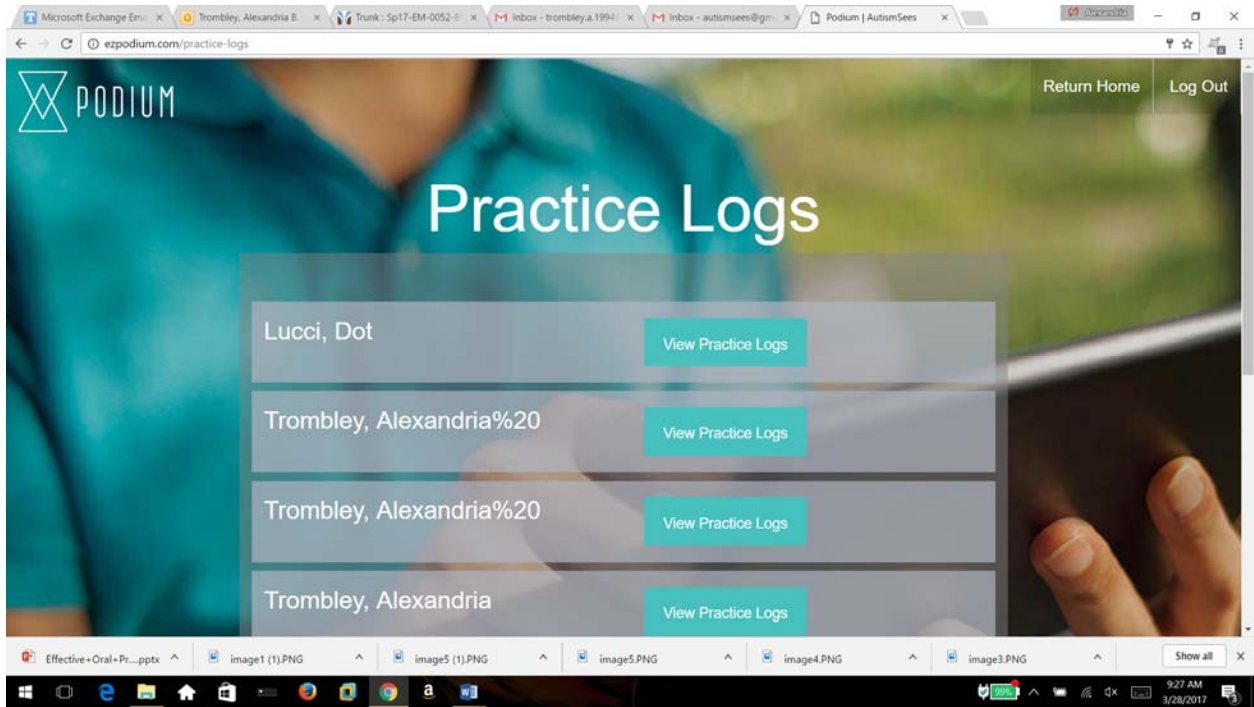 Microsoft Exchange Ema
Trombley, Alexandria B.
Trunk : Sp17-EM-0052-
Inbox - trombley.a.1994
Inbox - autismsees@gm
Podium | AutismSees
Alexandria
ezpodium.com/practice-logs
PODIUM
Return Home
Log Out
Practice Logs
Lucci, Dot
View Practice Logs
Trombley, Alexandria%20
View Practice Logs
Trombley, Alexandria%20
View Practice Logs
Trombley, Alexandria
View Practice Logs
Effective+Oral+Pr....pptx
image1 (1).PNG
image5 (1).PNG
image5.PNG
image4.PNG
image3.PNG
Show all
99%
9:27 AM
3/28/2017